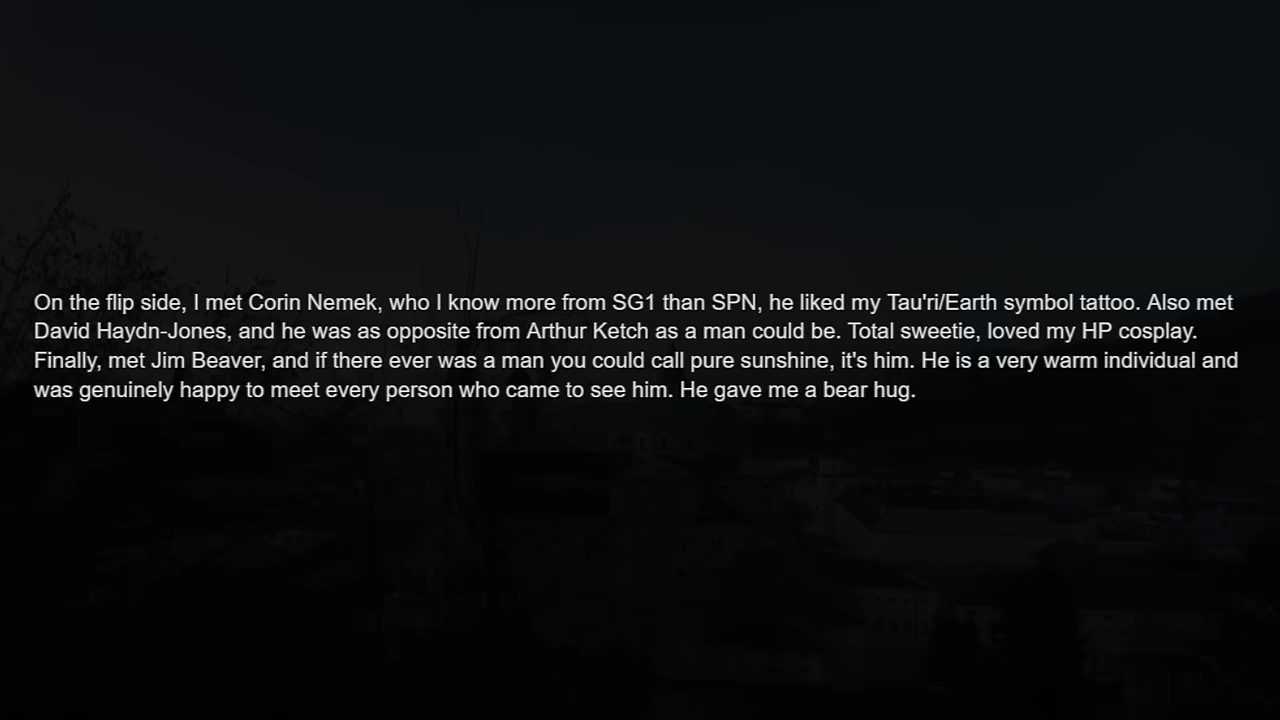 On the flip side, I met Corin Nemek, who I know more from SG1 than SPN, he liked my Tau'ri/Earth symbol tattoo. Also met
David Haydn-Jones, and he was as opposite from Arthur Ketch as a man could be. Total sweetie, loved my HP cosplay.
Finally, met Jim Beaver, and if there ever was a man you could call pure sunshine, it's him. He is a very warm individual and
was genuinely happy to meet every person who came to see him. He gave me a bear hug.